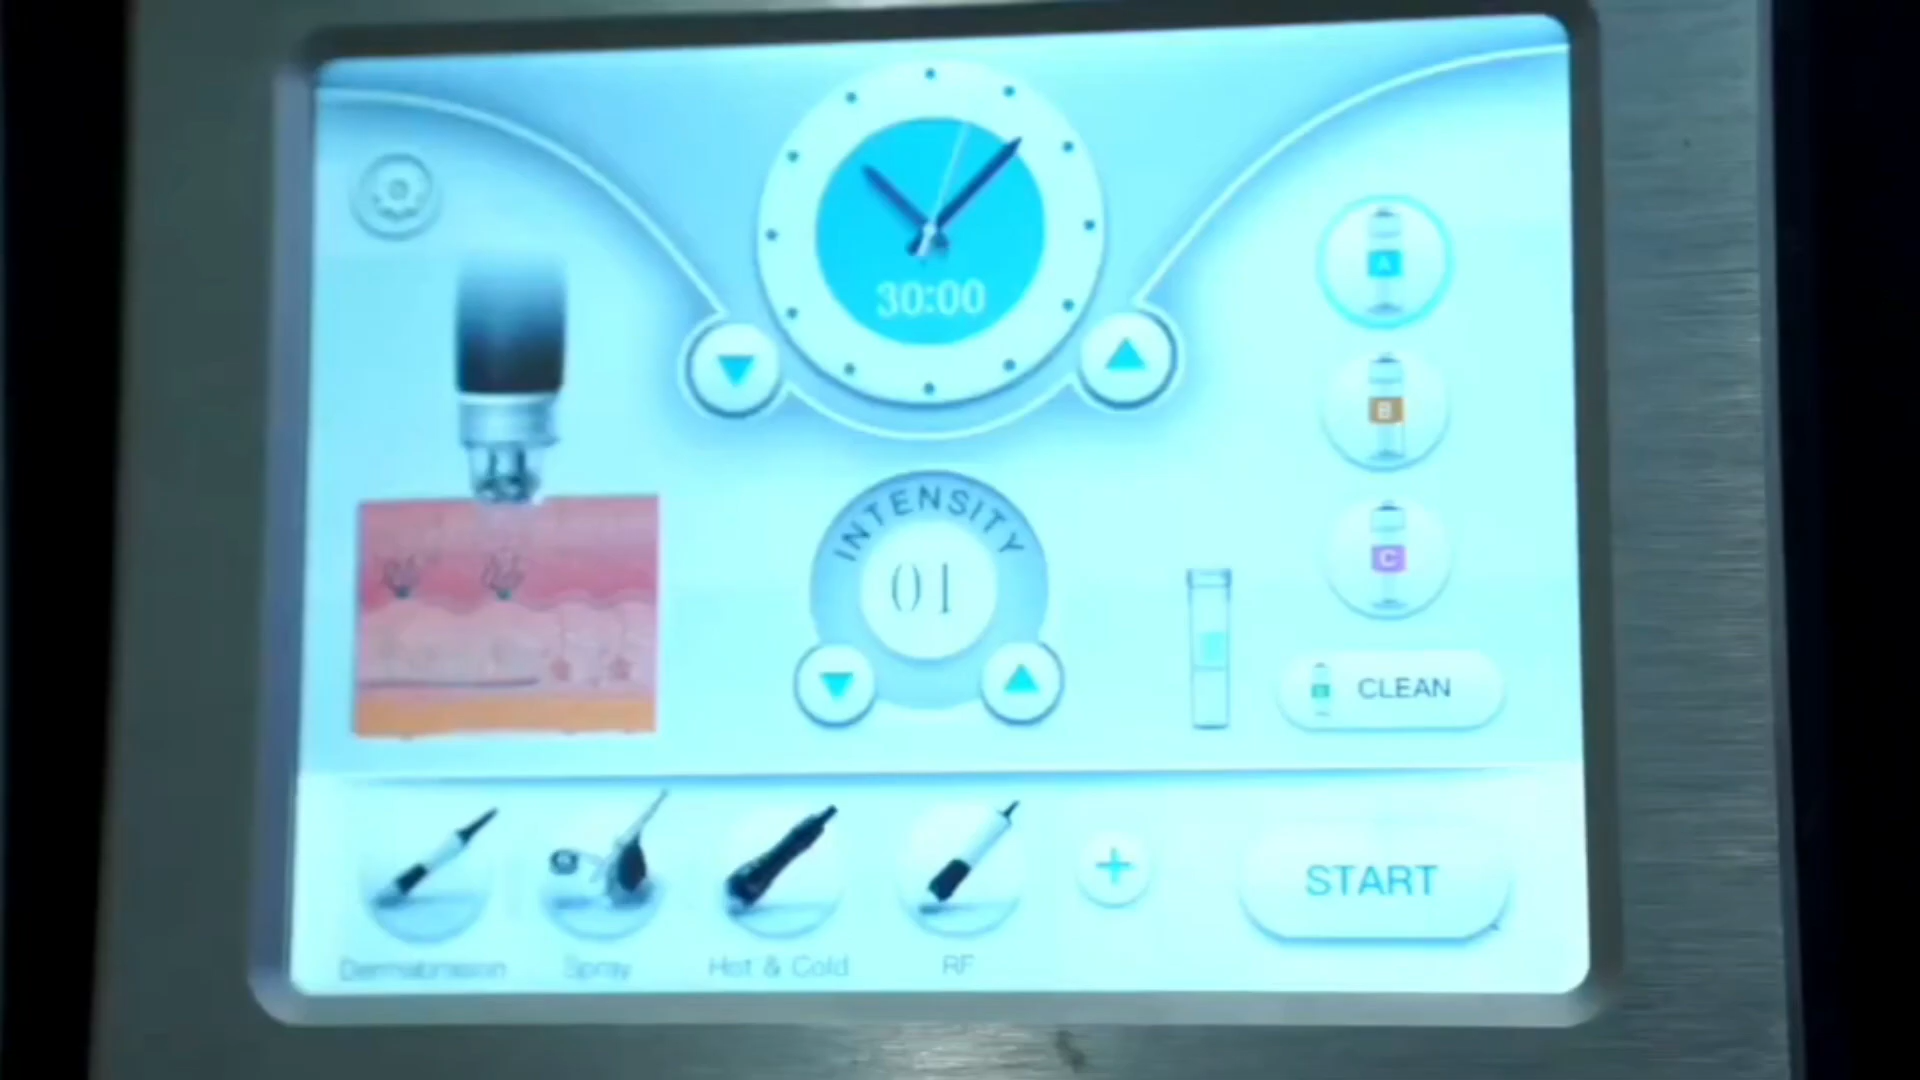 30:00
A
B
INTENSITY
01
C
CLEAN
Dermabrasion
Spray
Hot & Cold
RF
START